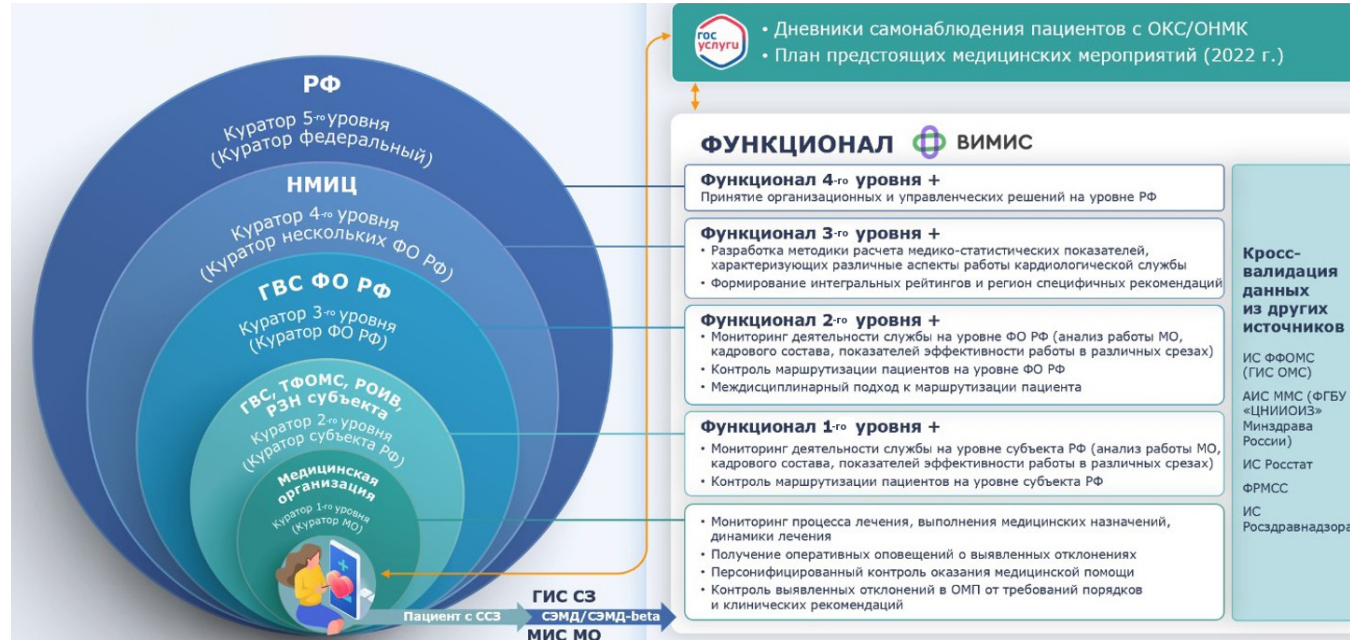 гос
услуги
• Дневники самонаблюдения пациентов с ОКС/ОНМК
• План предстоящих медицинских мероприятий (2022 г.)
РФ
Куратор 5-го уровня
(Куратор федеральный)
НМИЦ
Куратор 4-го уровня
(Куратор нескольких ФО РФ)
ГВС ФО РФ
Куратор 3-го уровня
(Куратор ФО РФ)
ГВС, ТФОМС, РОИВ,
РЗН субъекта
Куратор 2-го уровня
(Куратор субъекта РФ)
Медицинская
организация
Куратор 1-го уровня
(Куратор МО)
Пациент с ССЗ
ГИС СЗ
СЭМД/СЭМД-beta
МИС МО
ФУНКЦИОНАЛ ВИМИС
Функционал 4-го уровня +
Принятие организационных и управленческих решений на уровне РФ
Функционал 3-го уровня +
• Разработка методики расчета медико-статистических показателей,
характеризующих различные аспекты работы кардиологической службы
• Формирование интегральных рейтингов и регион специфичных рекомендаций
Функционал 2-го уровня +
• Мониторинг деятельности службы на уровне ФО РФ (анализ работы МО,
кадрового состава, показателей эффективности работы в различных срезах)
• Контроль маршрутизации пациентов на уровне ФО РФ
• Междисциплинарный подход к маршрутизации пациента
Функционал 1-го уровня +
• Мониторинг деятельности службы на уровне субъекта РФ (анализ работы МО,
кадрового состава, показателей эффективности работы в различных срезах)
• Контроль маршрутизации пациентов на уровне субъекта РФ
• Мониторинг процесса лечения, выполнения медицинских назначений,
динамики лечения
• Получение оперативных оповещений о выявленных отклонениях
• Персонифицированный контроль оказания медицинской помощи
• Контроль выявленных отклонений в ОМП от требований порядков
и клинических рекомендаций
Кросс-
валидация
данных
из других
источников
ИС ФФОМС
(ГИС ОМС)
АИС ММС (ФГБУ
«ЦНИИОИЗ»
Минздрава
России)
ИС Росстат
ФРМСС
ИС
Росздравнадзора